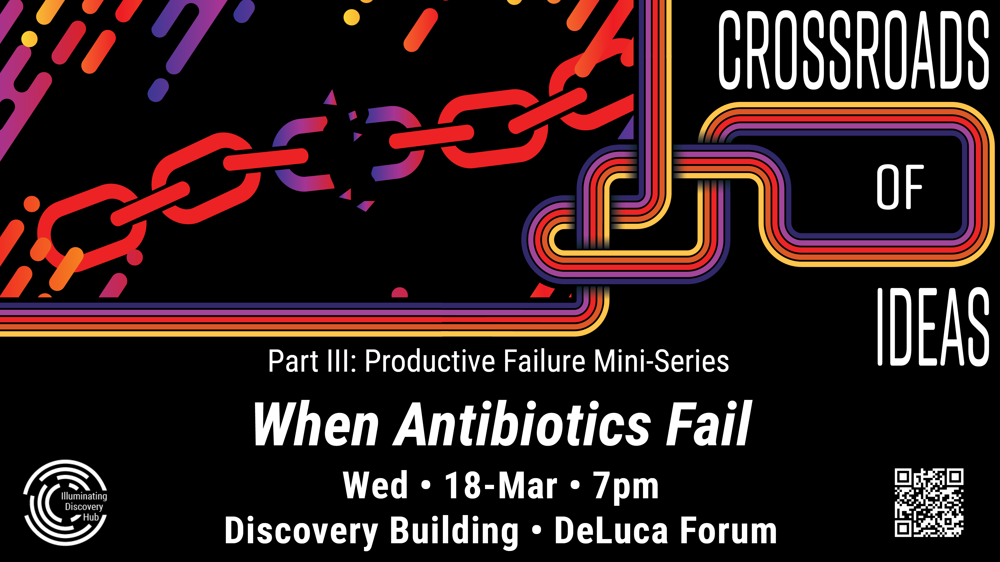 CROSSROADS
OF
IDEAS
Part III: Productive Failure Mini-Series
When Antibiotics Fail
Wed • 18-Mar • 7pm
Discovery Building • DeLuca Forum
Illuminating
Discovery
Hub